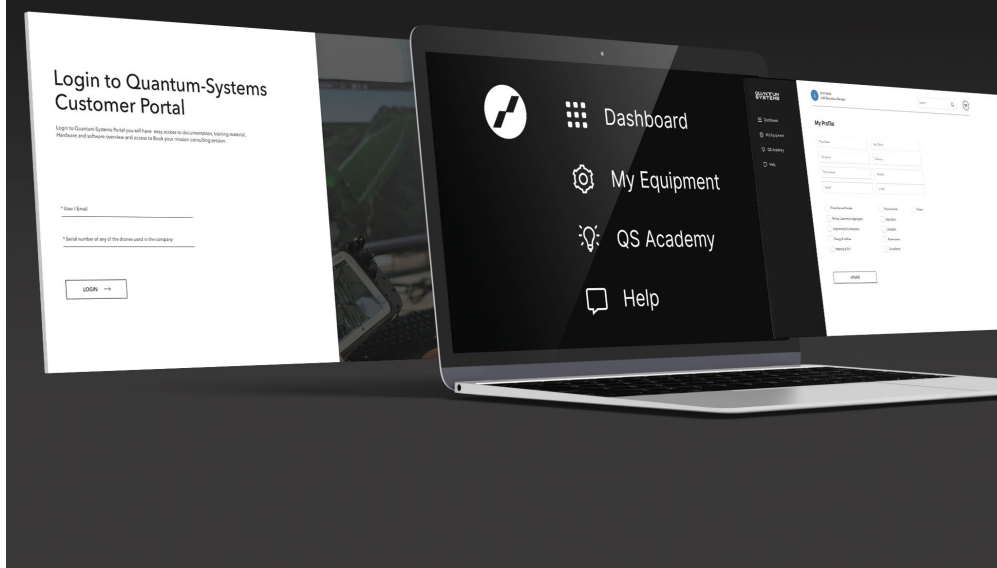 Login to Quantum-Systems
Customer Portal
Login to Quantum-Systems Portal you will have easy access to documentation, training material,
Hardware and software overview and access to Book your mission consulting session.
* User / Email
* Serial number of any of the drones used in the company
LOGIN →
Dashboard
My Equipment
QS Academy
Help
QUANTUM
SYSTEMS
Dashboard
My Equipment
QS Academy
Help
My Profile
UPDATE